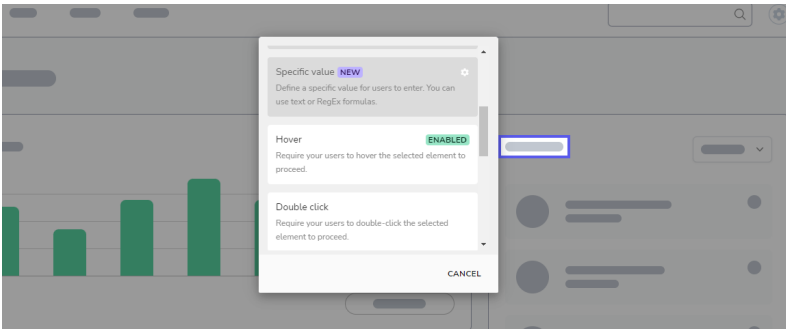 Specific value NEW
Define a specific value for users to enter. You can
use text or RegEx formulas.
Hover ENABLED
Require your users to hover the selected element to
proceed.
Double click
Require your users to double-click the selected
element to proceed.
CANCEL